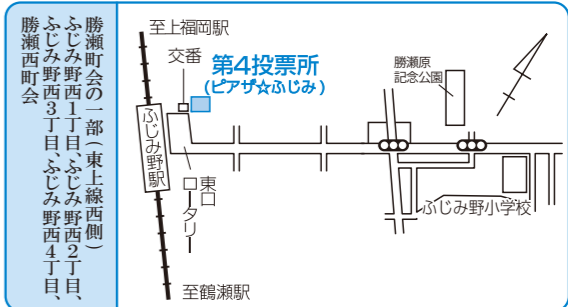 勝瀬町会の一部(東上線西側)
ふじみ野西1丁目、ふじみ野西2丁目、
ふじみ野西3丁目、ふじみ野西4丁目、
勝瀬西町会
至上福岡駅
交番
第4投票所
(ピアザ☆ふじみ)
勝瀬原
記念公園
ふじみ野駅
東口
ロータリー
ふじみ野小学校
至鶴瀬駅